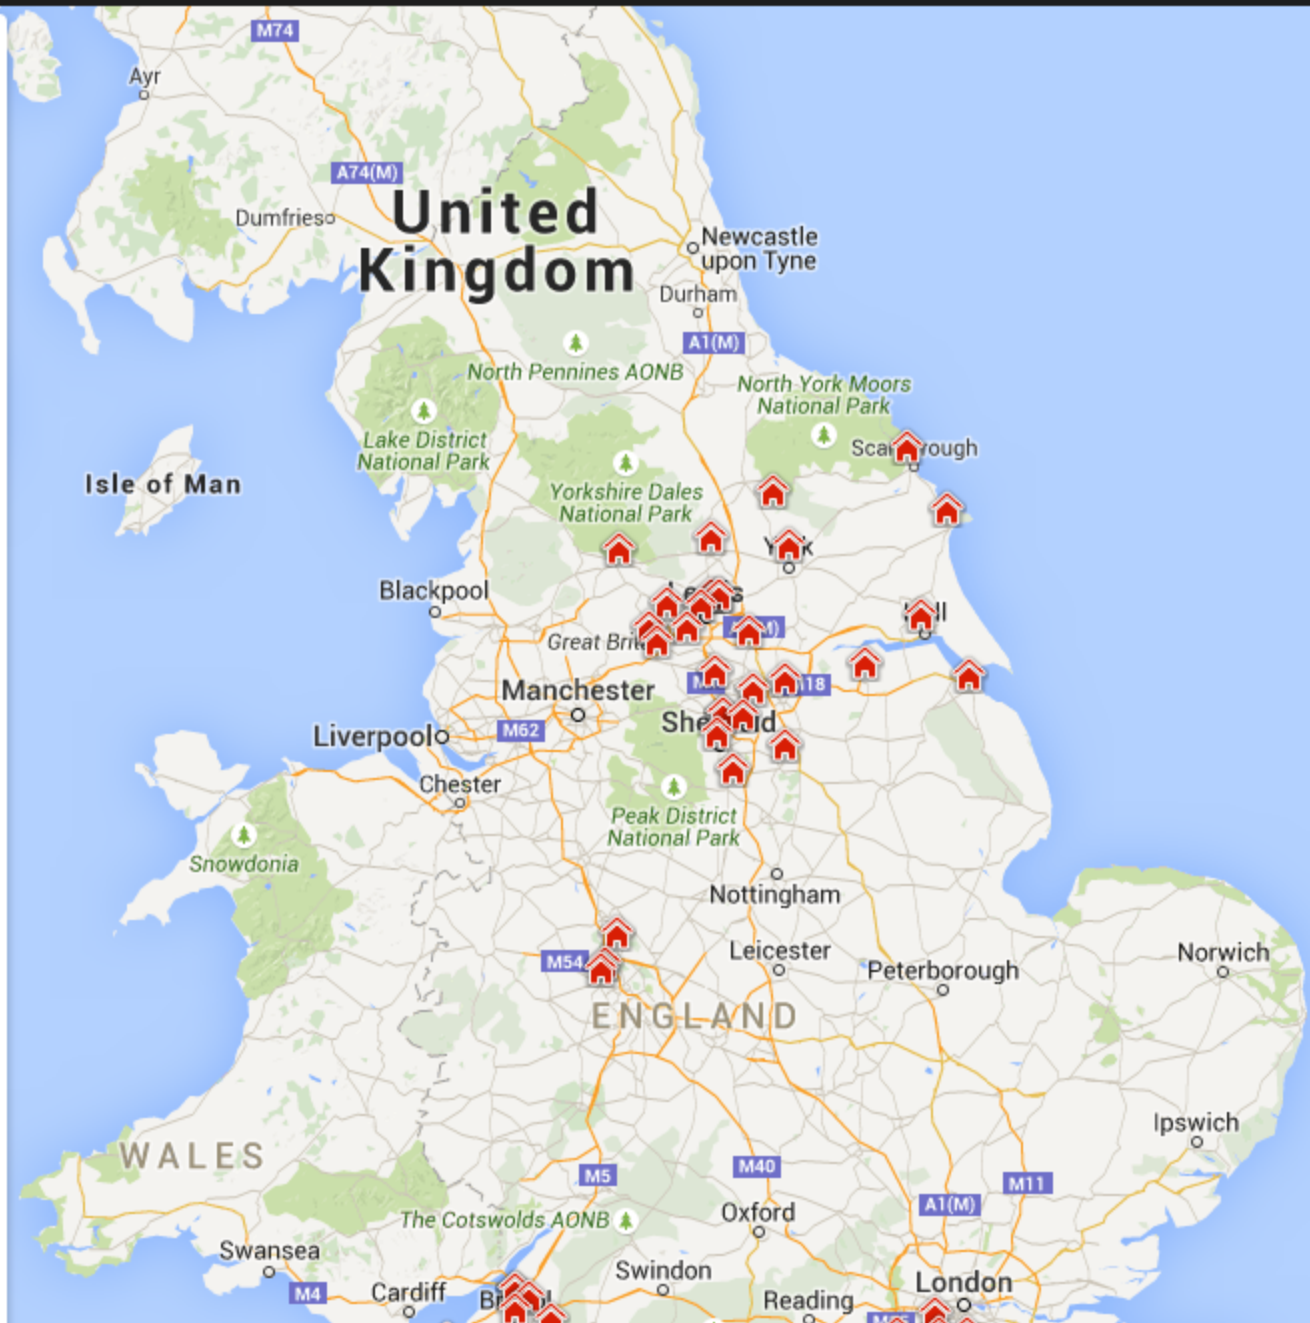 M74
Ayr
A74(M)
United
Kingdom
Dumfries
Newcastle
upon Tyne
Durham
A1(M)
North Pennines AONB
North York Moors
National Park
Lake District
National Park
Isle of Man
Yorkshire Dales
National Park
Blackpool
Manchester
M18
Liverpool
M62
Chester
Peak District
National Park
Snowdonia
Nottingham
M54
Leicester
Peterborough
Norwich
ENGLAND
Ipswich
WALES
M5
M40
M11
A1(M)
The Cotswolds AONB
Oxford
Swansea
Swindon
London
M4
Cardiff
Reading